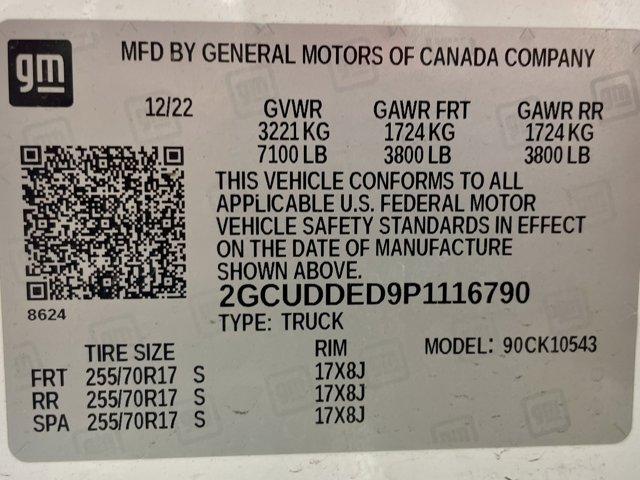 gm
MFD BY GENERAL MOTORS OF CANADA COMPANY
12/22 GVWR GAWR FRT GAWR RR
3221 KG 1724 KG 1724 KG
7100 LB 3800 LB 3800 LB
THIS VEHICLE CONFORMS TO ALL
APPLICABLE U.S. FEDERAL MOTOR
VEHICLE SAFETY STANDARDS IN EFFECT
ON THE DATE OF MANUFACTURE
SHOWN ABOVE.
2GCUDDED9P1116790
8624
TYPE: TRUCK
TIRE SIZE RIM MODEL: 90CK10543
FRT 255/70R17 S 17X8J
RR 255/70R17 S 17X8J
SPA 255/70R17 S 17X8J